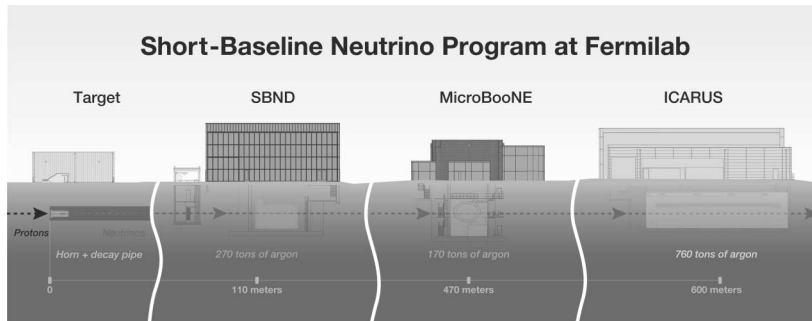 Short-Baseline Neutrino Program at Fermilab
Target
SBND
MicroBooNE
ICARUS
Protons
Neutrinos
Horn + decay pipe
270 tons of argon
170 tons of argon
760 tons of argon
0
110 meters
470 meters
600 meters